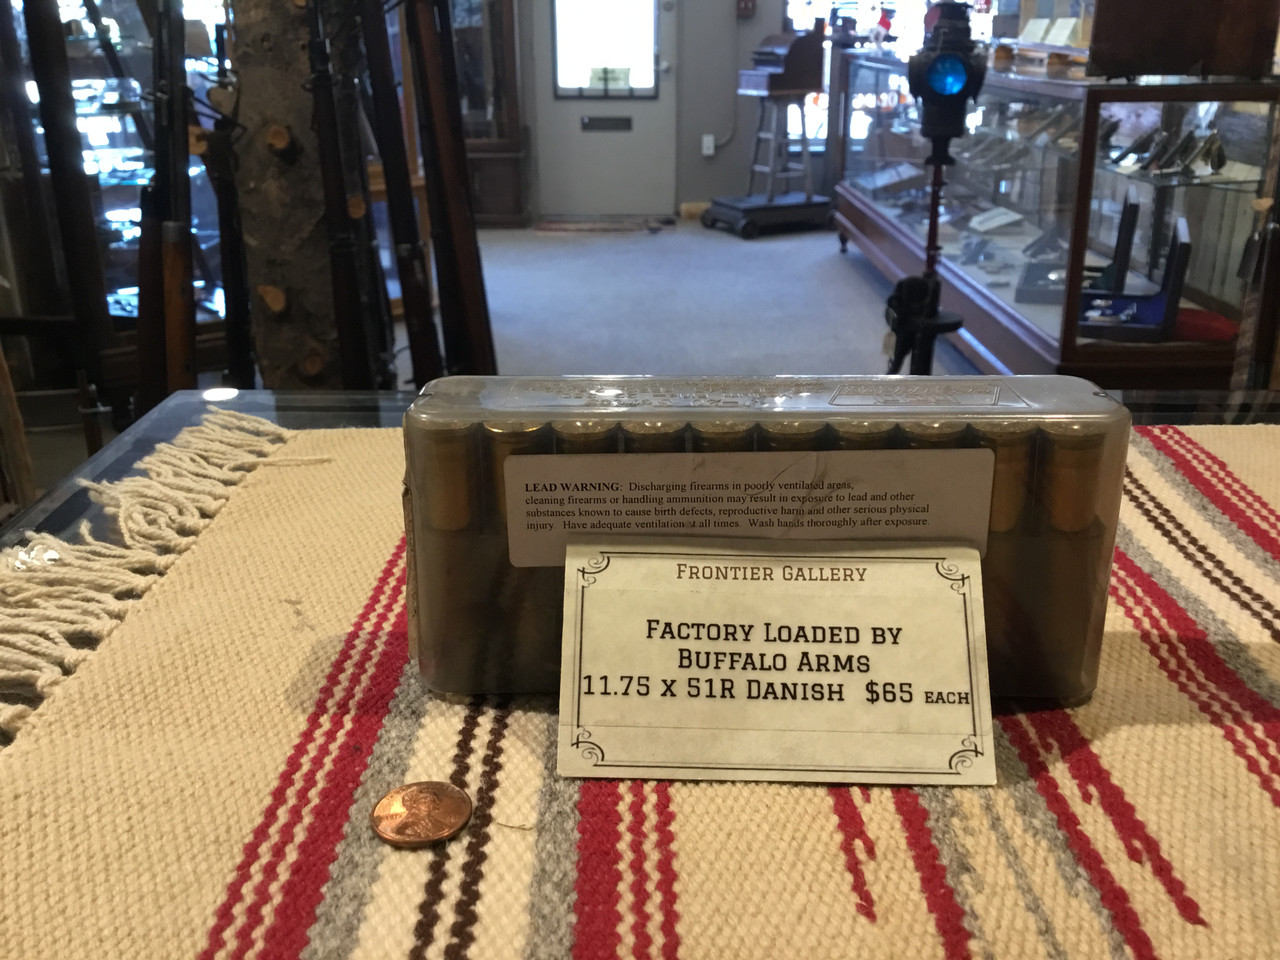 LEAD WARNING: Discharging firearms in poorly ventilated areas,
cleaning firearms or handling ammunition may result in exposure to lead and other
substances known to cause birth defects, reproductive harm and other serious physical
injury. Have adequate ventilation at all times. Wash hands thoroughly after exposure.
FRONTIER GALLERY
FACTORY LOADED BY
BUFFALO ARMS
11.75 X 51R DANISH $65 EACH